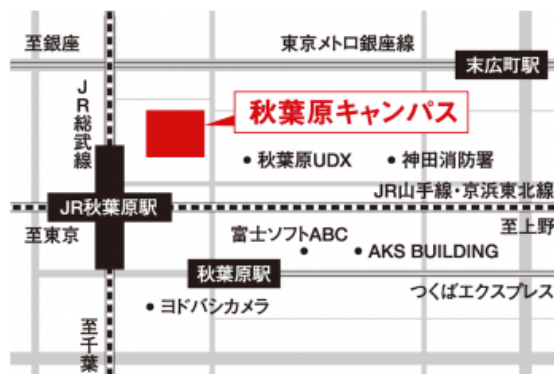 至銀座
東京メトロ銀座線
末広町駅
JR総武線
秋葉原キャンパス
秋葉原UDX
神田消防署
JR山手線・京浜東北線
JR秋葉原駅
至東京
至上野
富士ソフトABC
AKS BUILDING
秋葉原駅
つくばエクスプレス
ヨドバシカメラ
至千葉